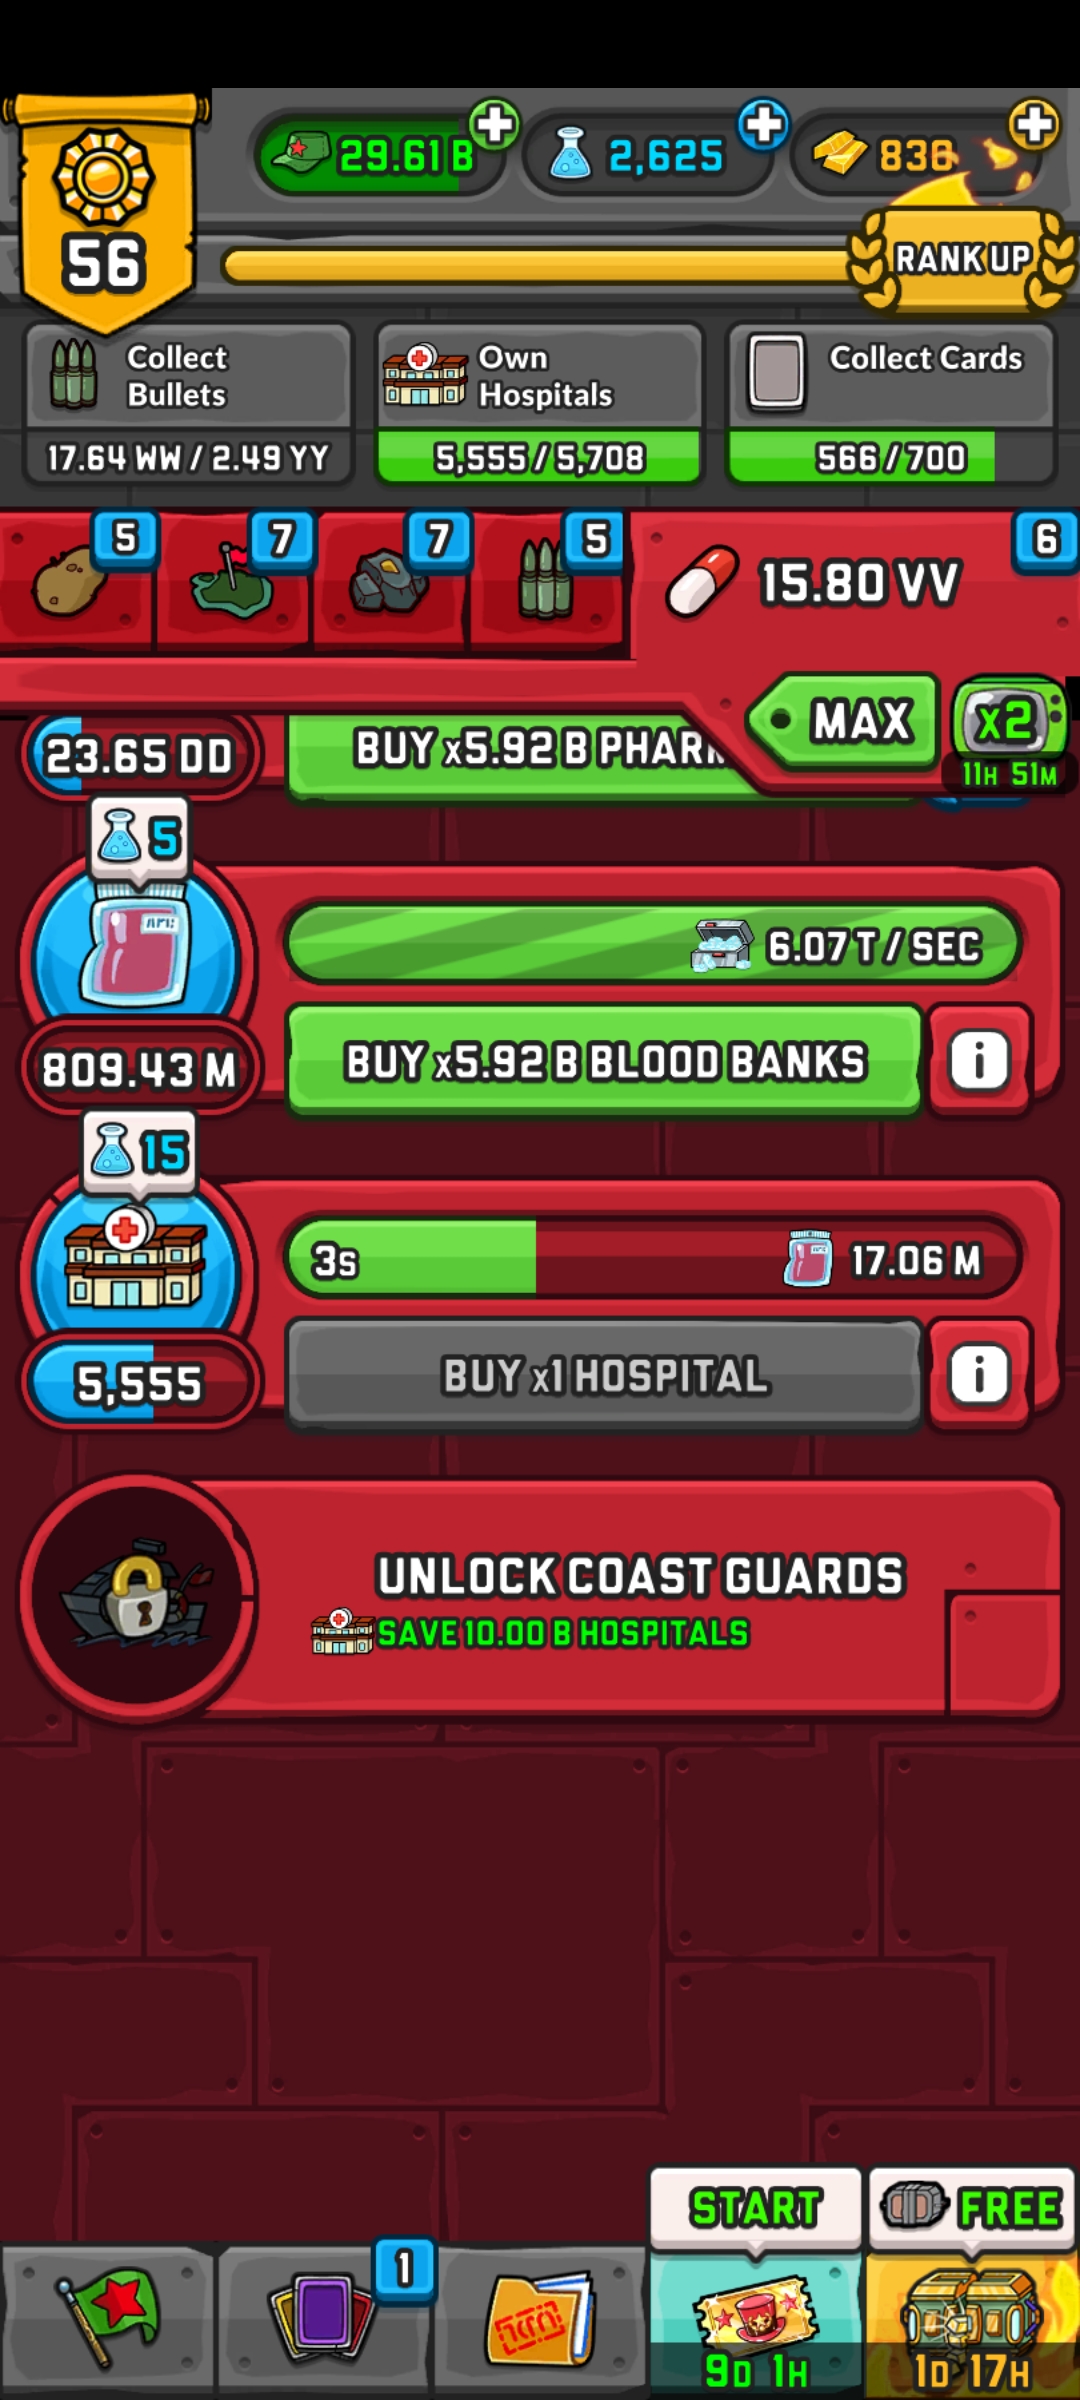 29.61 B
2,625
836
56
RANK UP
Collect
Bullets
17.64 WW / 2.49 YY
Own
Hospitals
5,555 / 5,708
Collect Cards
566 / 700
5
7
7
5
15.80 VV
6
MAX
x2
11H 51M
23.65 DD
BUY x5.92 B
5
6.07 T / SEC
809.43 M
BUY x5.92 B BLOOD BANKS
i
15
3s
17.06 M
5,555
BUY x1 HOSPITAL
i
UNLOCK COAST GUARDS
SAVE 10.00 B HOSPITALS
START
FREE
1
9D 1H
1D 17H